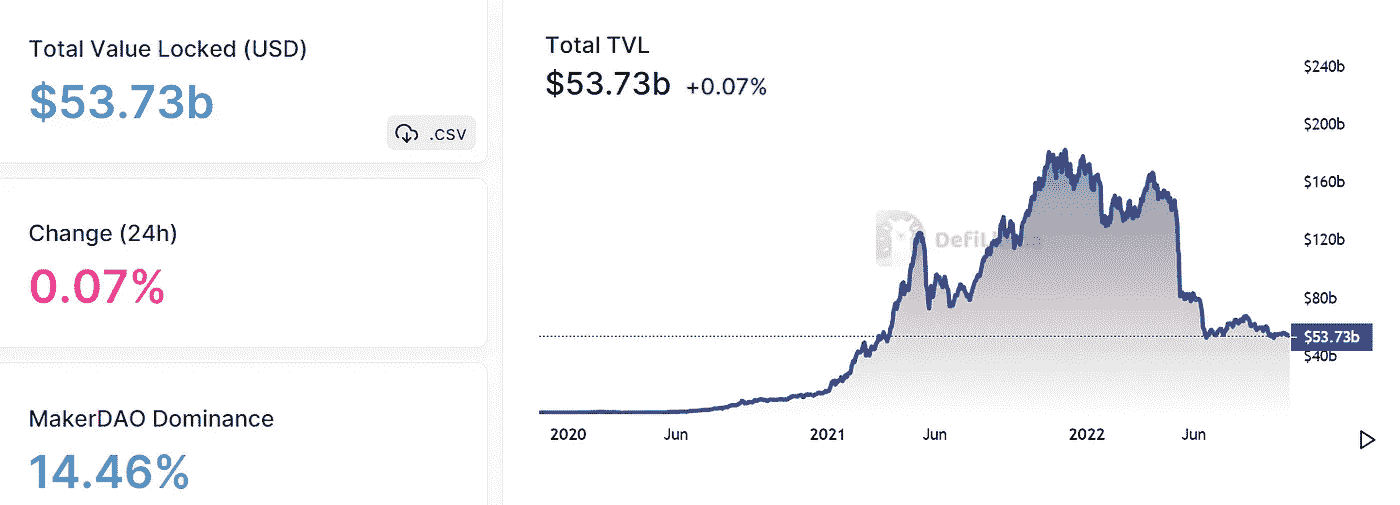 Total Value Locked (USD)
$53.73b
.csv
Change (24h)
0.07%
MakerDAO Dominance
14.46%
Total TVL
$53.73b +0.07%
$240b
$200b
$160b
$120b
$80b
$53.73b
$40b
2020 Jun 2021 Jun 2022 Jun